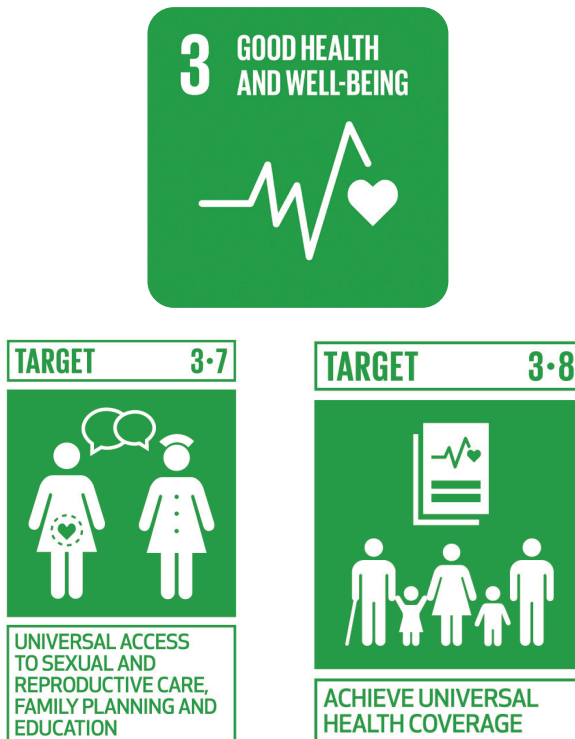 3 GOOD HEALTH
AND WELL-BEING
TARGET 3·7
UNIVERSAL ACCESS
TO SEXUAL AND
REPRODUCTIVE CARE,
FAMILY PLANNING AND
EDUCATION
TARGET 3·8
ACHIEVE UNIVERSAL
HEALTH COVERAGE